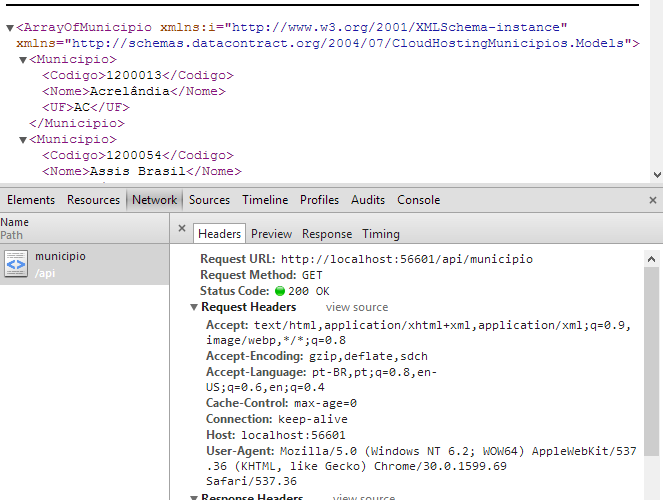 ▼<ArrayOfMunicipio xmlns:i="http://www.w3.org/2001/XMLSchema-instance"
xmlns="http://schemas.datacontract.org/2004/07/CloudHostingMunicipios.Models">
▼<Municipio>
<Codigo>1200013</Codigo>
<Nome>Acrelândia</Nome>
<UF>AC</UF>
</Municipio>
▼<Municipio>
<Codigo>1200054</Codigo>
<Nome>Assis Brasil</Nome>
Elements Resources Network Sources Timeline Profiles Audits Console ×
Name
Path
municipio
/api
× Headers Preview Response Timing
Request URL: http://localhost:56601/api/municipio
Request Method: GET
Status Code: 200 OK
▼Request Headers view source
Accept: text/html,application/xhtml+xml,application/xml;q=0.9,
image/webp,*/*;q=0.8
Accept-Encoding: gzip,deflate,sdch
Accept-Language: pt-BR,pt;q=0.8,en-
US;q=0.6,en;q=0.4
Cache-Control: max-age=0
Connection: keep-alive
Host: localhost:56601
User-Agent: Mozilla/5.0 (Windows NT 6.2; WOW64) AppleWebKit/537
.36 (KHTML, like Gecko) Chrome/30.0.1599.69
Safari/537.36
▼Response Headers view source